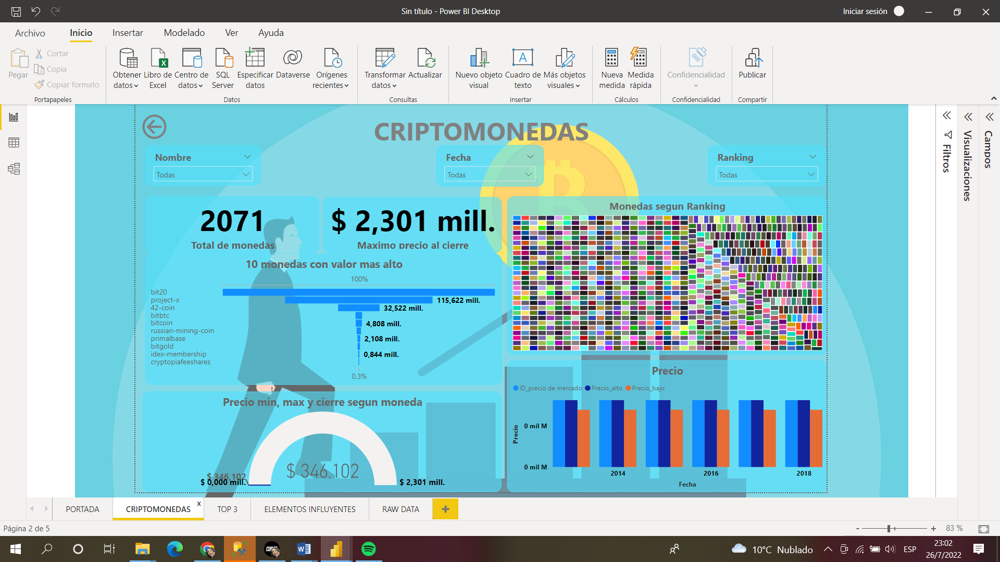 Sin título - Power BI Desktop
Iniciar sesión
Archivo
Inicio
Insertar
Modelado
Ver
Ayuda
Pegar
Cortar
Copia
Copiar formato
Portapapeles
Obtener datos
Libro de Excel
Centro de datos
SQL Server
Especificar datos
Dataverse
Orígenes recientes
Datos
Transformar datos
Actualizar
Consultas
Nuevo objeto visual
Cuadro de texto
Más objetos visuales
Insertar
Nueva medida
Medida rápida
Cálculos
Confidencialidad
Confidencialidad
Publicar
Compartir
CRIPTOMONEDAS
Nombre
Todas
Fecha
Todas
Ranking
Todas
Filtros
Visualizaciones
Campos
2071
Total de monedas
$ 2,301 mill.
Maximo precio al cierre
Monedas segun Ranking
10 monedas con valor mas alto
100%
bit20
project-x
115,622 mill.
42-coin
32,522 mill.
bitbtc
bitcoin
4,808 mill.
russian-mining-coin
primalbase
2,108 mill.
bitgold
idex-membership
0,844 mill.
cryptopiafeeshares
0,3%
Precio min, max y cierre segun moneda
$ 346,102
$ 346,102
$ 0,000 mill.
$ 2,301 mill.
Precio
ID_precio de mercado
Precio_alto
Precio_bajo
Precio
0 mil M
0 mil M
2014
2016
2018
Fecha
PORTADA
CRIPTOMONEDAS
x
TOP 3
ELEMENTOS INFLUYENTES
RAW DATA
+
Página 2 de 5
- + 83 %
10°C Nublado
ESP
23:02
26/7/2022